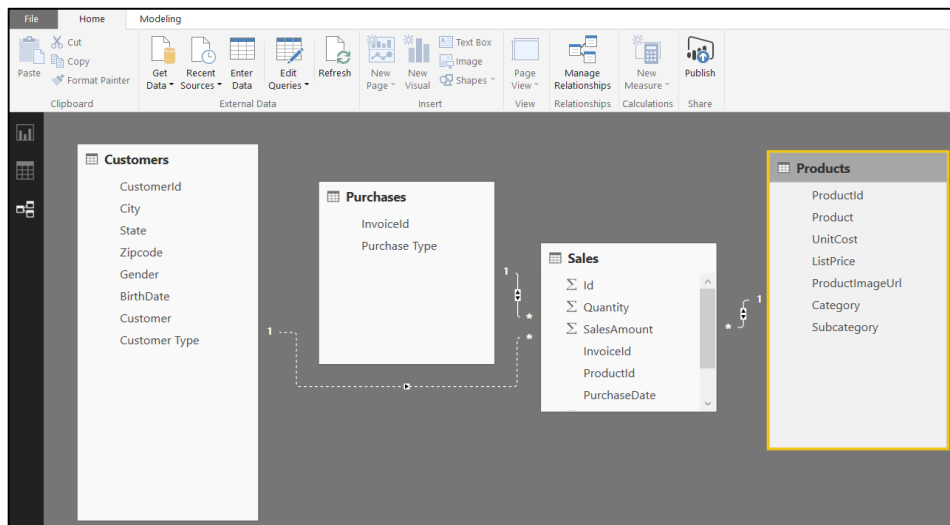 File Home Modeling
Cut
Copy
Format Painter
Paste
Clipboard
Get Data
Recent Sources
Enter Data
Edit Queries
Refresh
External Data
New Page
New Visual
Text Box
Image
Shapes
Insert
Page View
View
Manage Relationships
Relationships
New Measure
Calculations
Publish
Share
Customers
CustomerId
City
State
Zipcode
Gender
BirthDate
Customer
Customer Type
1
Purchases
InvoiceId
Purchase Type
1
*
*
Sales
Σ Id
Σ Quantity
Σ SalesAmount
InvoiceId
ProductId
PurchaseDate
1
*
Products
ProductId
Product
UnitCost
ListPrice
ProductImageUrl
Category
Subcategory